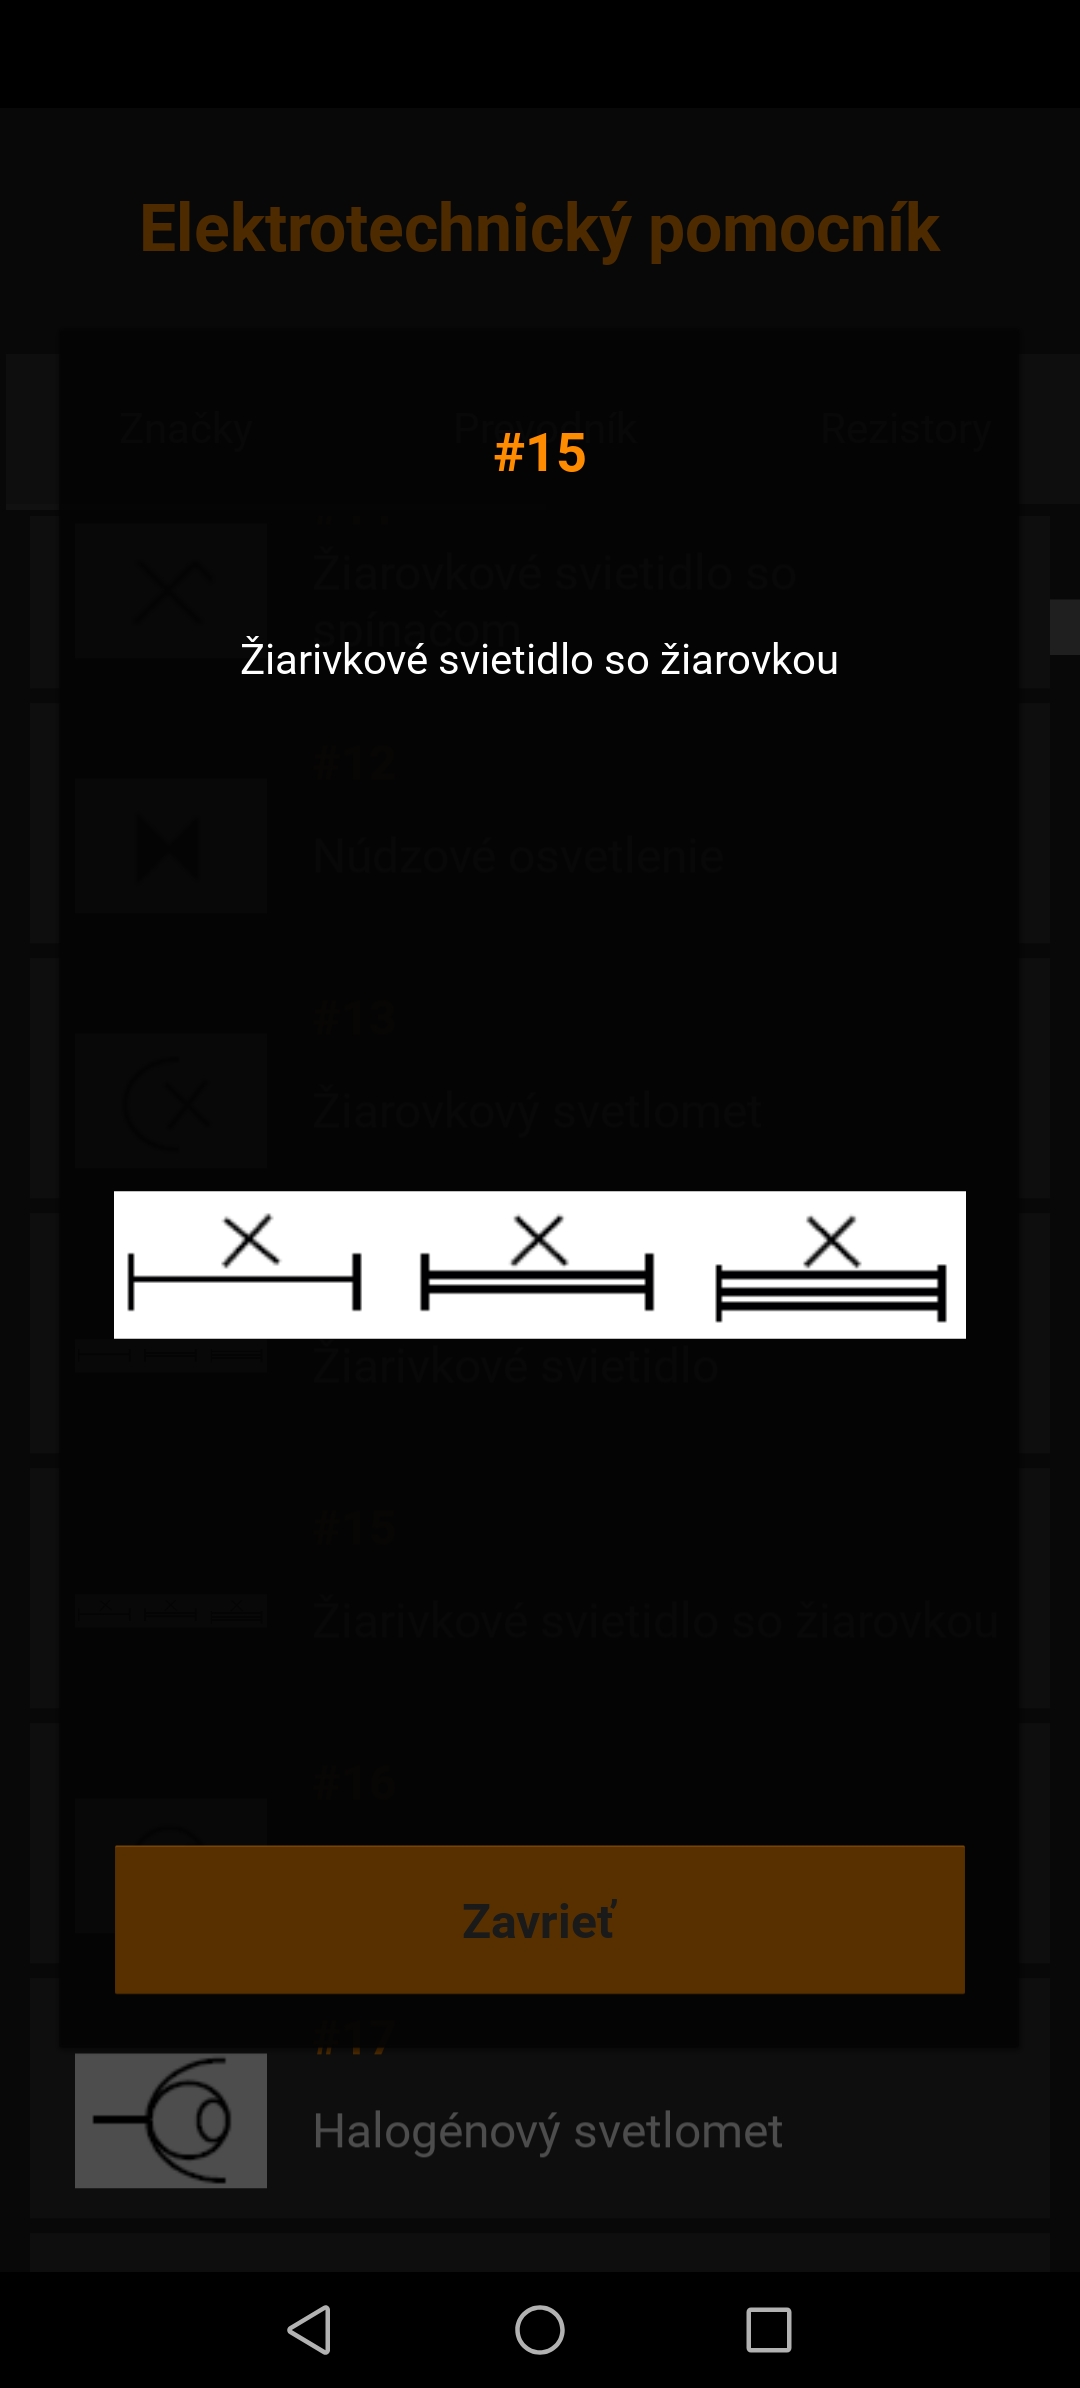 Elektrotechnický pomocník
Značky
Prevodník
Rezistory
#15
Žiarovkové svietidlo so
spínačom
Žiarivkové svietidlo so žiarovkou
#12
Núdzové osvetlenie
#13
Žiarovkový svetlomet
Žiarivkové svietidlo
#15
Žiarivkové svietidlo so žiarovkou
#16
Zavrieť
#17
Halogénový svetlomet